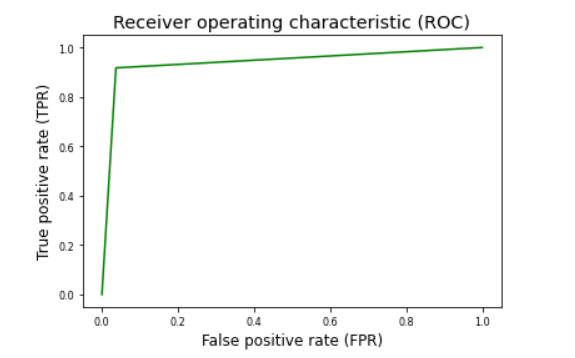 Receiver operating characteristic (ROC)
1.0
0.8
0.6
0.4
0.2
0.0
True positive rate (TPR)
0.0 0.2 0.4 0.6 0.8 1.0
False positive rate (FPR)